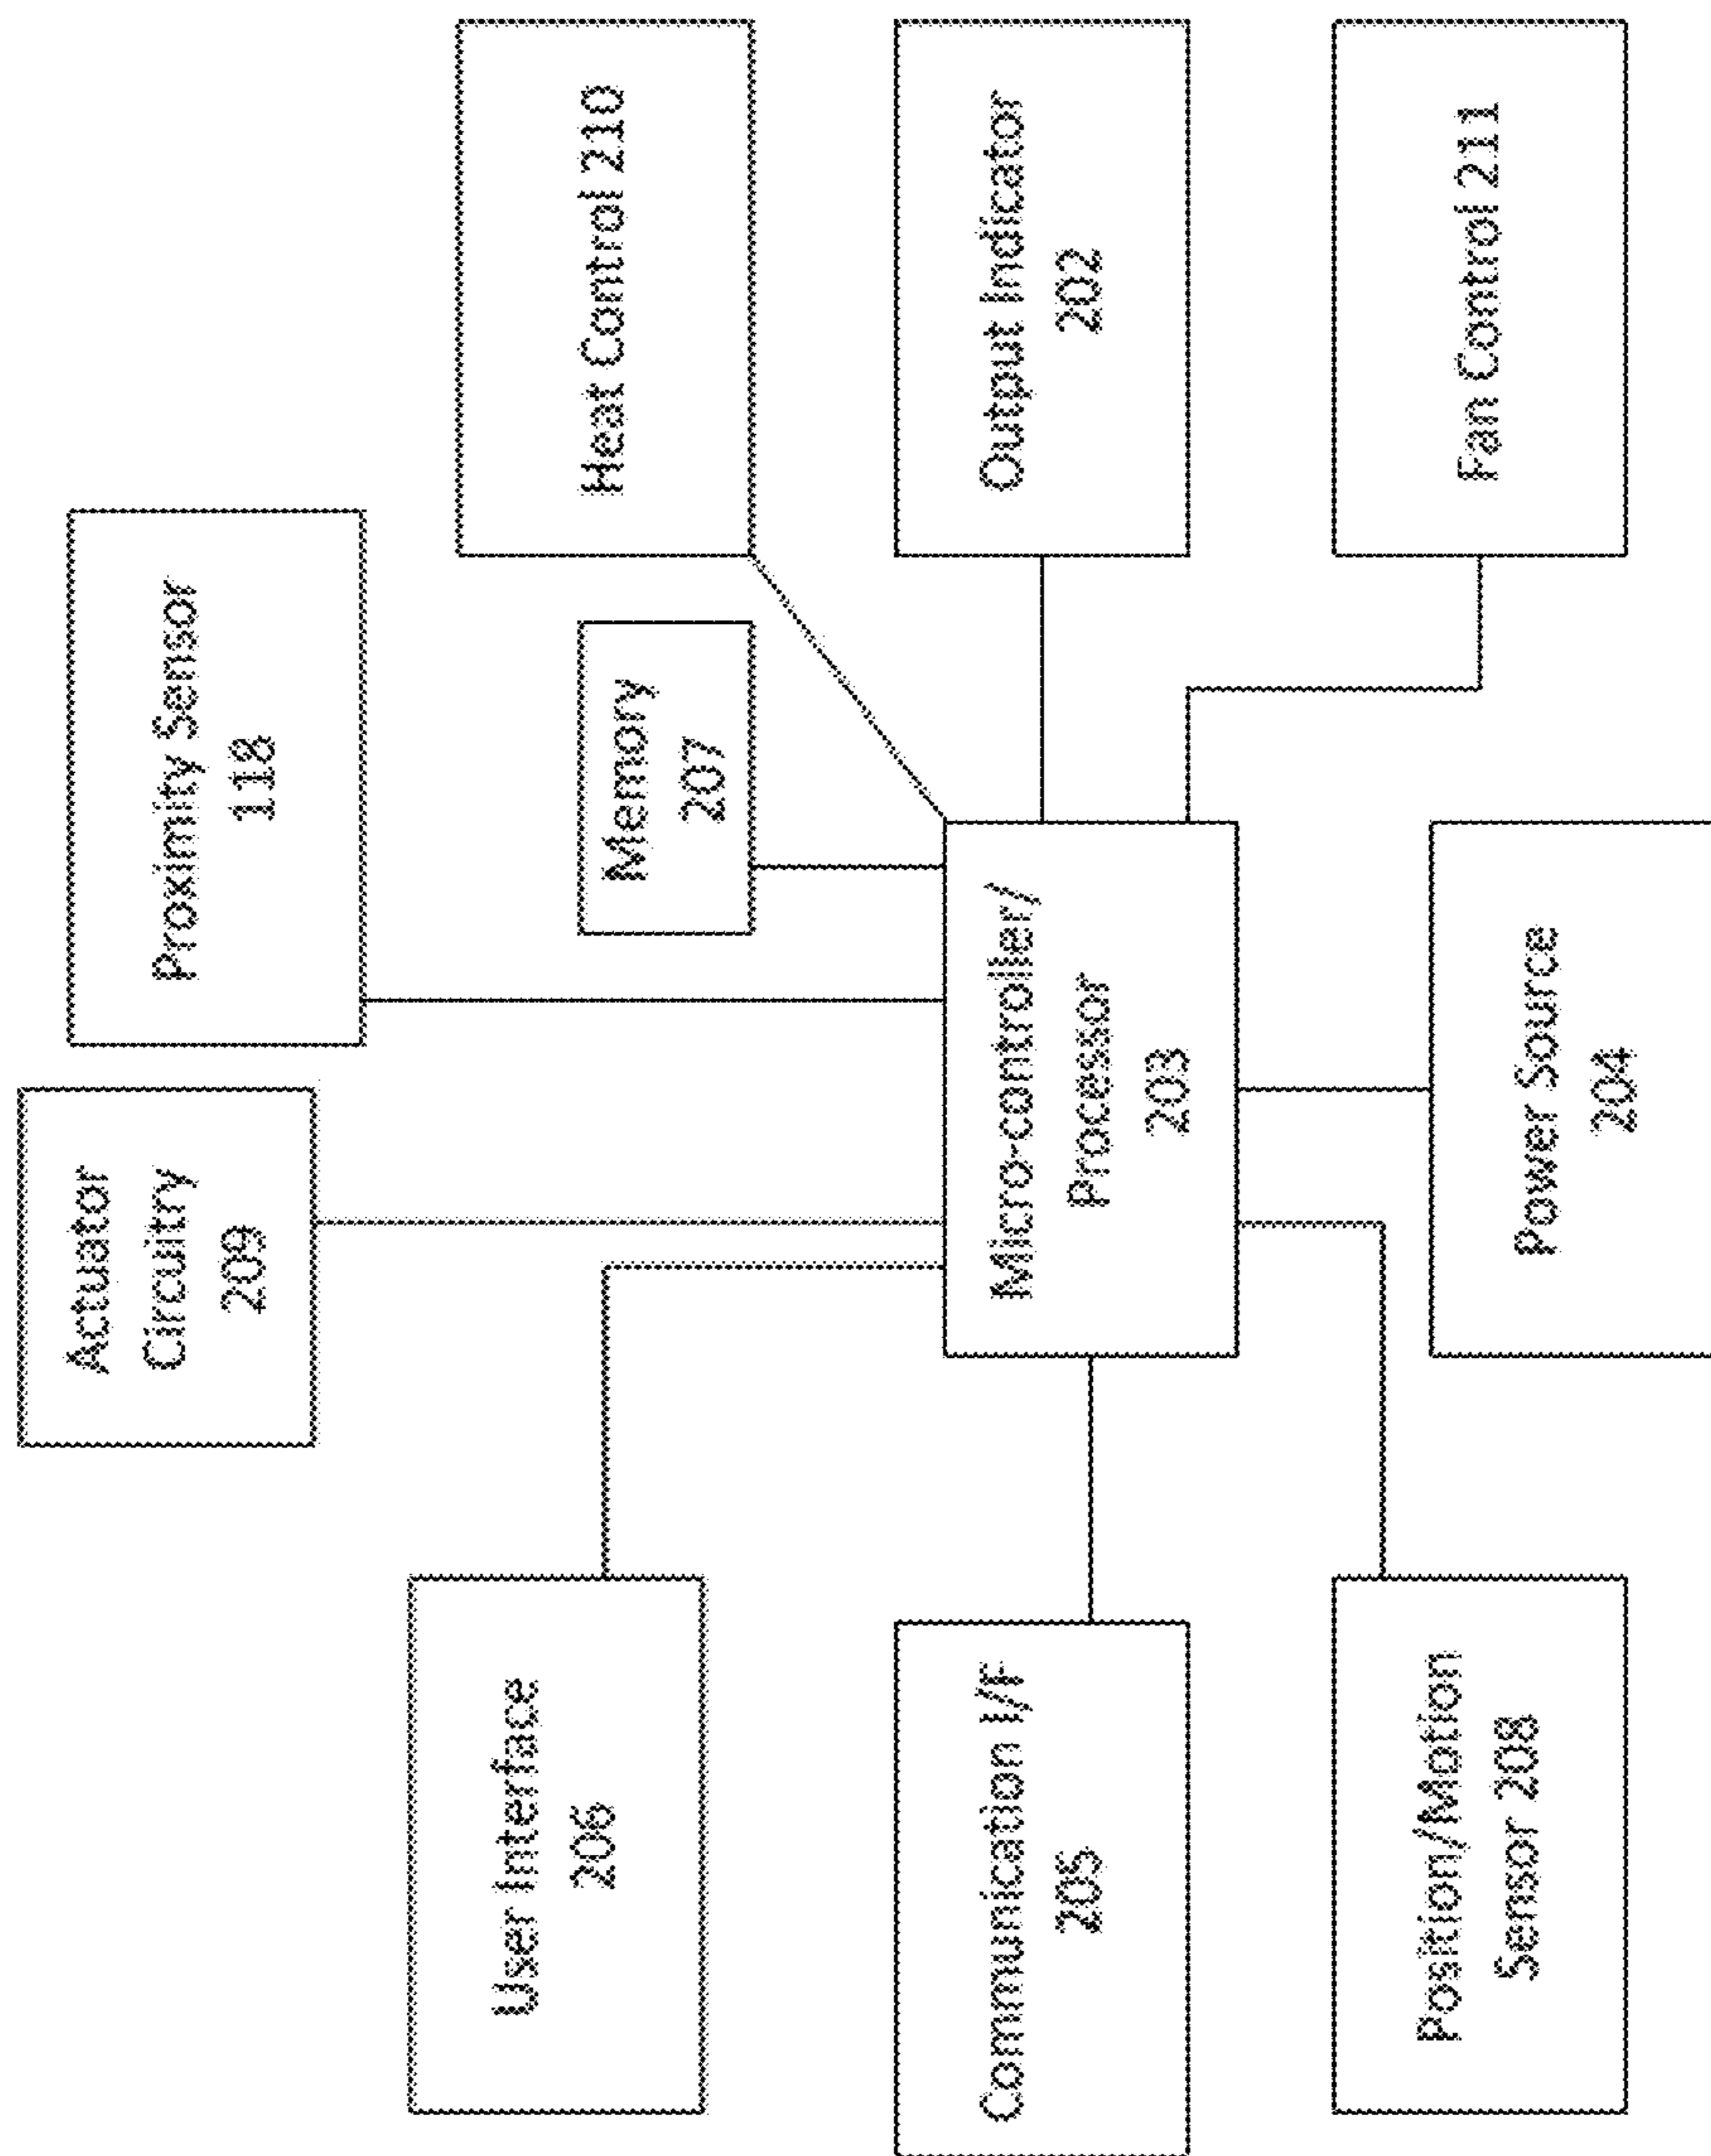 Actuator
Circuitry
209
Proximity Sensor
118
User Interface
206
Memory
207
Heat Control 210
Communication I/F
205
Micro-controller/
Processor
203
Output Indicator
202
Position/Motion
Sensor 208
Power Source
204
Fan Control 211